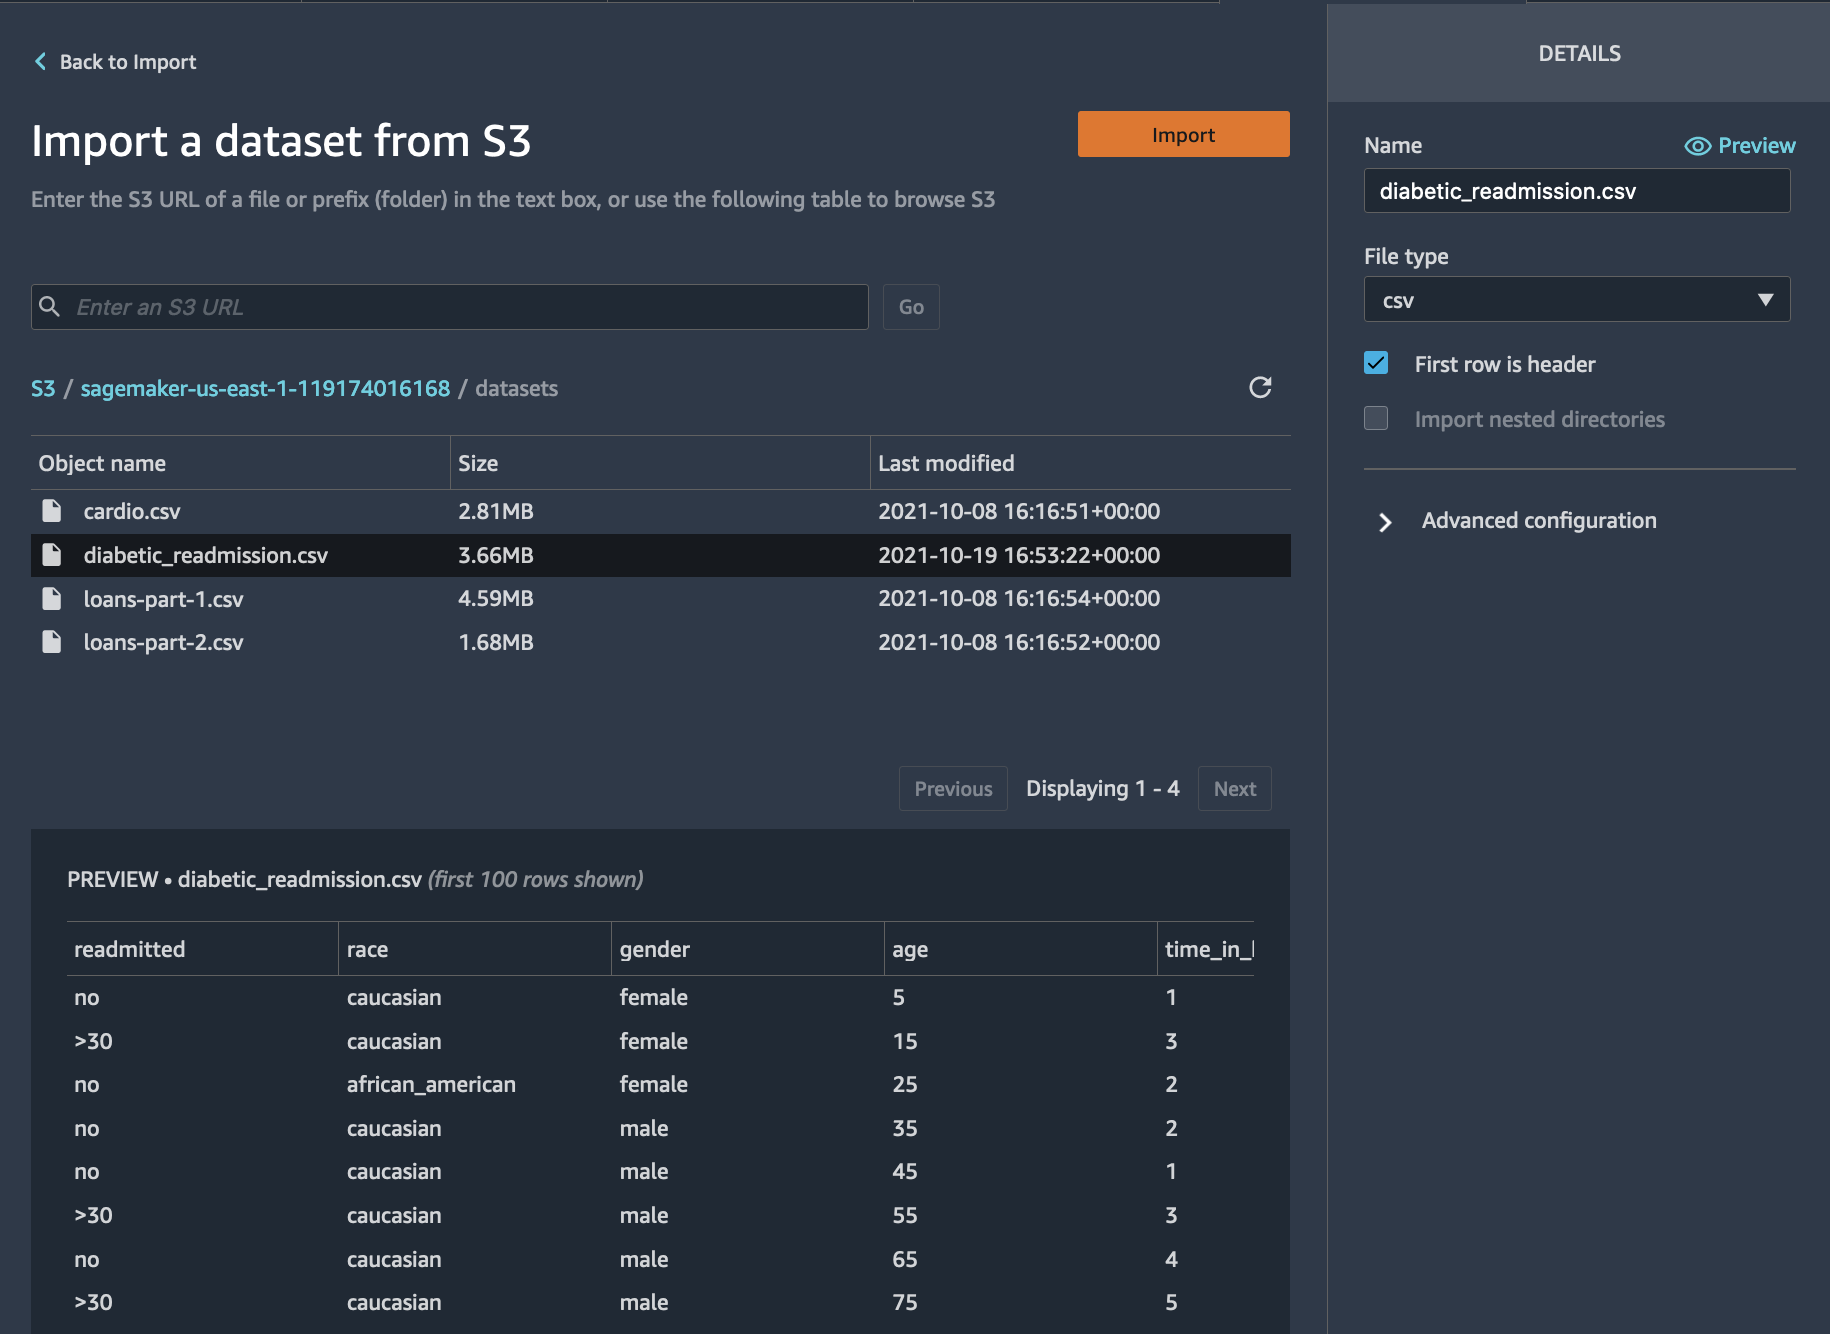 Back to Import
Import a dataset from S3
Import
Enter the S3 URL of a file or prefix (folder) in the text box, or use the following table to browse S3
Enter an S3 URL
Go
S3 / sagemaker-us-east-1-119174016168 / datasets
Object name Size Last modified
cardio.csv 2.81MB 2021-10-08 16:16:51+00:00
diabetic_readmission.csv 3.66MB 2021-10-19 16:53:22+00:00
loans-part-1.csv 4.59MB 2021-10-08 16:16:54+00:00
loans-part-2.csv 1.68MB 2021-10-08 16:16:52+00:00
Previous Displaying 1 - 4 Next
PREVIEW • diabetic_readmission.csv (first 100 rows shown)
readmitted race gender age time_in_
no caucasian female 5 1
>30 caucasian female 15 3
no african_american female 25 2
no caucasian male 35 2
no caucasian male 45 1
>30 caucasian male 55 3
no caucasian male 65 4
>30 caucasian male 75 5
DETAILS
Name Preview
diabetic_readmission.csv
File type
csv
First row is header
Import nested directories
Advanced configuration